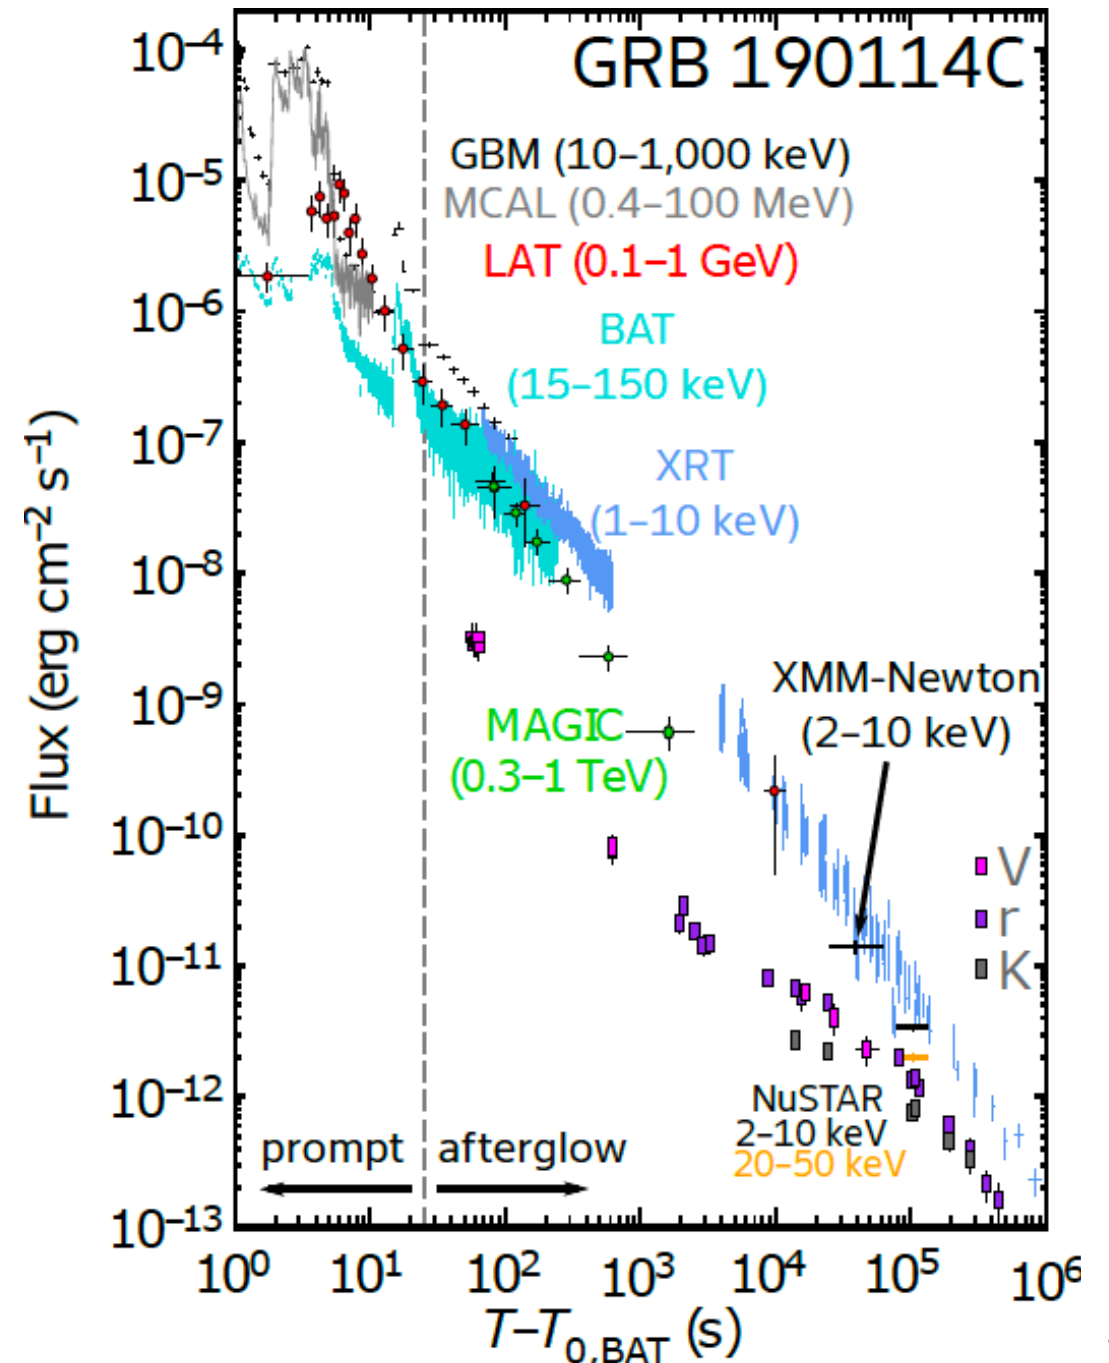 GRB 190114C
GBM (10–1,000 keV)
MCAL (0.4–100 MeV)
LAT (0.1–1 GeV)
BAT
(15–150 keV)
XRT
(1–10 keV)
XMM-Newton
(2–10 keV)
MAGIC
(0.3–1 TeV)
V
r
K
NuSTAR
2–10 keV
20–50 keV
prompt
afterglow
Flux (erg cm⁻² s⁻¹)
10⁻⁴
10⁻⁵
10⁻⁶
10⁻⁷
10⁻⁸
10⁻⁹
10⁻¹⁰
10⁻¹¹
10⁻¹²
10⁻¹³
10⁰ 10¹ 10² 10³ 10⁴ 10⁵ 10⁶
T–T₀,BAT (s)